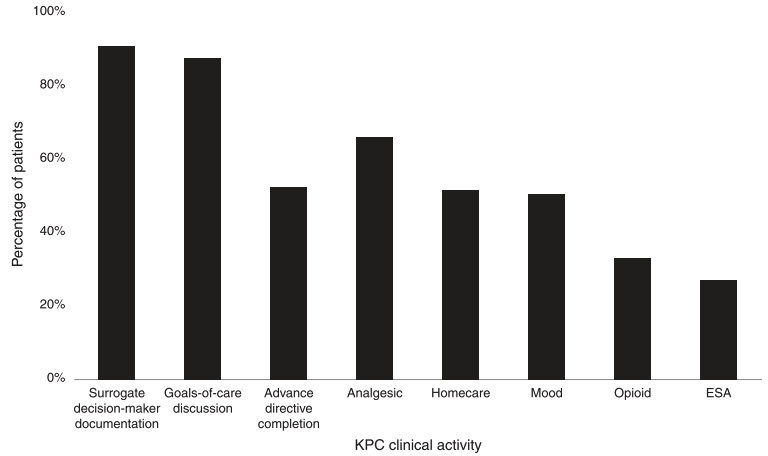 100%
80%
60%
40%
20%
0%
Percentage of patients
Surrogate
decision-maker
documentation
Goals-of-care
discussion
Advance
directive
completion
Analgesic
Homecare
Mood
Opioid
ESA
KPC clinical activity